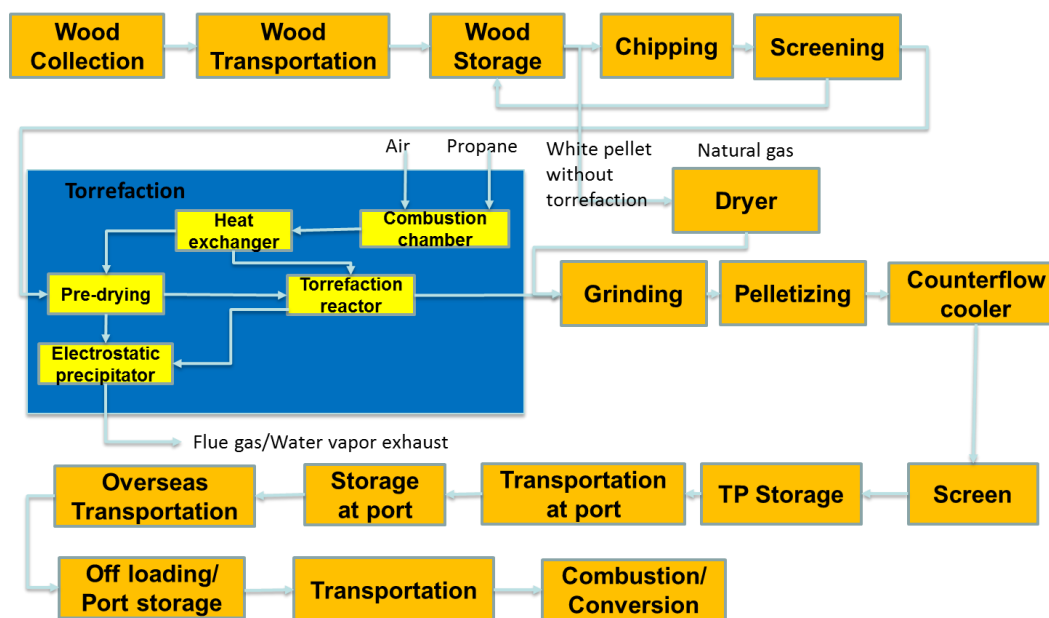 Wood
Collection
Wood
Transportation
Wood
Storage
Chipping
Screening
Air
Propane
White pellet
without
torrefaction
Natural gas
Dryer
Torrefaction
Heat
exchanger
Combustion
chamber
Pre-drying
Torrefaction
reactor
Electrostatic
precipitator
Grinding
Pelletizing
Counterflow
cooler
Flue gas/Water vapor exhaust
Overseas
Transportation
Storage
at port
Transportation
at port
TP Storage
Screen
Off loading/
Port storage
Transportation
Combustion/
Conversion